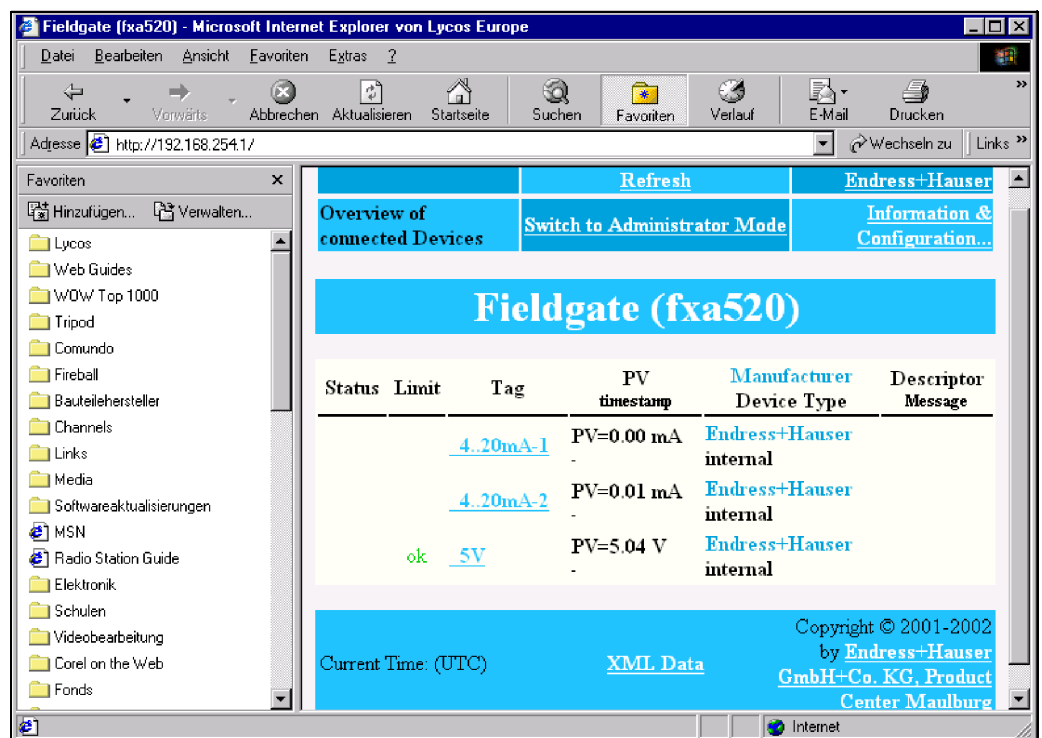 Fieldgate (fxa520) - Microsoft Internet Explorer von Lycos Europe
Datei Bearbeiten Ansicht Favoriten Extras ?
Zurück Vorwärts Abbrechen Aktualisieren Startseite Suchen Favoriten Verlauf E-Mail Drucken »
Adresse http://192.168.254.1/ Wechseln zu Links »
Favoriten x
Hinzufügen... Verwalten...
Lycos
Web Guides
WOW Top 1000
Tripod
Comundo
Fireball
Bauteilehersteller
Channels
Links
Media
Softwareaktualisierungen
MSN
Radio Station Guide
Elektronik
Schulen
Videobearbeitung
Corel on the Web
Fonds
Refresh Endress+Hauser
Overview of
connected Devices
Switch to Administrator Mode
Information &
Configuration...
Fieldgate (fxa520)
Status Limit Tag PV Manufacturer Descriptor
timestamp Device Type Message
4..20mA-1 PV=0.00 mA Endress+Hauser
- internal
4..20mA-2 PV=0.01 mA Endress+Hauser
- internal
ok 5V PV=5.04 V Endress+Hauser
- internal
Current Time: (UTC)
XML Data
Copyright © 2001-2002
by Endress+Hauser
GmbH+Co. KG, Product
Center Maulburg
Internet